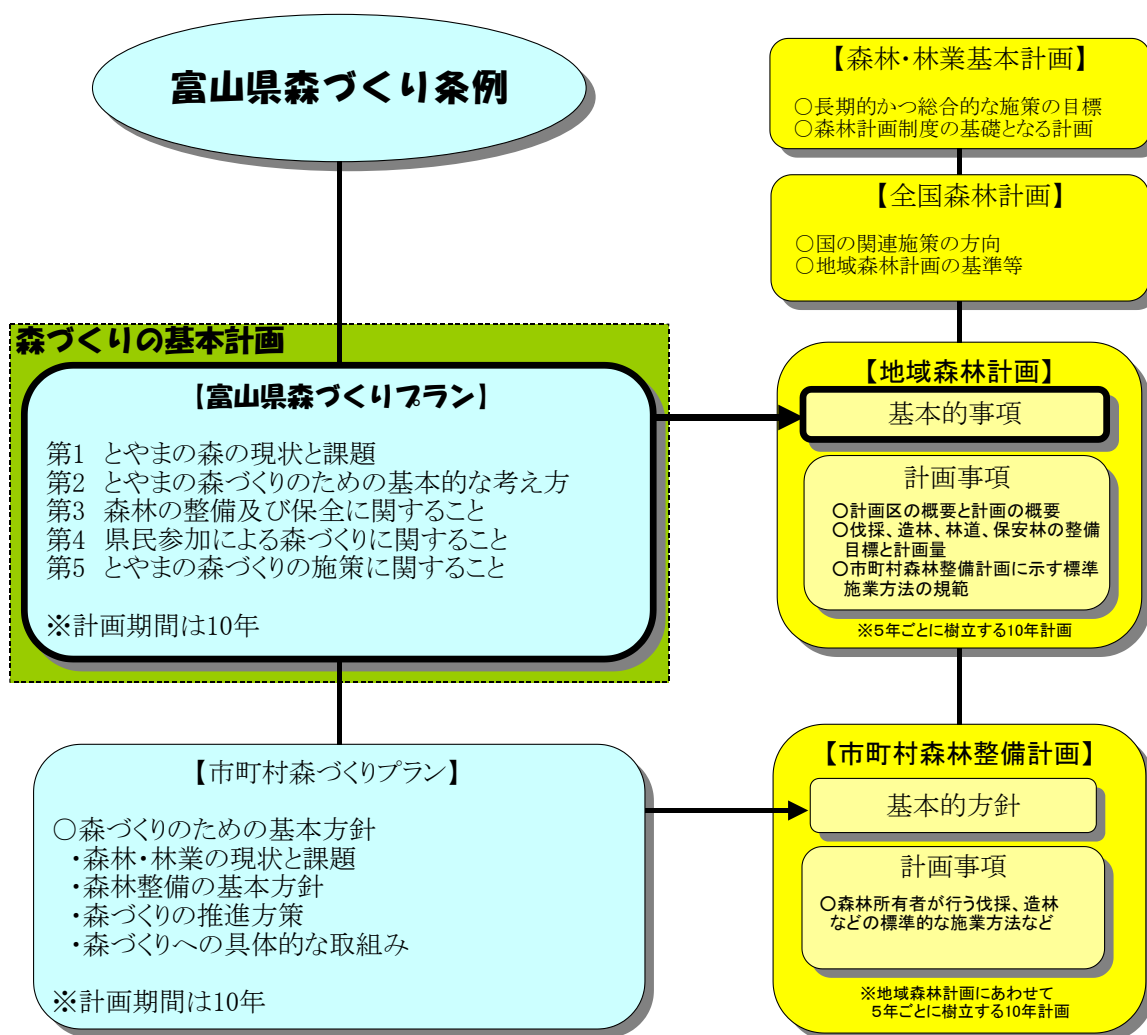 富山県森づくり条例
森づくりの基本計画
【富山県森づくりプラン】
第1 とやまの森の現状と課題
第2 とやまの森づくりのための基本的な考え方
第3 森林の整備及び保全に関すること
第4 県民参加による森づくりに関すること
第5 とやまの森づくりの施策に関すること
※計画期間は10年
【市町村森づくりプラン】
○森づくりのための基本方針
・森林・林業の現状と課題
・森林整備の基本方針
・森づくりの推進方策
・森づくりへの具体的な取組み
※計画期間は10年
【森林・林業基本計画】
○長期的かつ総合的な施策の目標
○森林計画制度の基礎となる計画
【全国森林計画】
○国の関連施策の方向
○地域森林計画の基準等
【地域森林計画】
基本的事項
計画事項
○計画区の概要と計画の概要
○伐採、造林、林道、保安林の整備
目標と計画量
○市町村森林整備計画に示す標準
施業方法の規範
※5年ごとに樹立する10年計画
【市町村森林整備計画】
基本的方針
計画事項
○森林所有者が行う伐採、造林
などの標準的な施業方法など
※地域森林計画にあわせて
5年ごとに樹立する10年計画